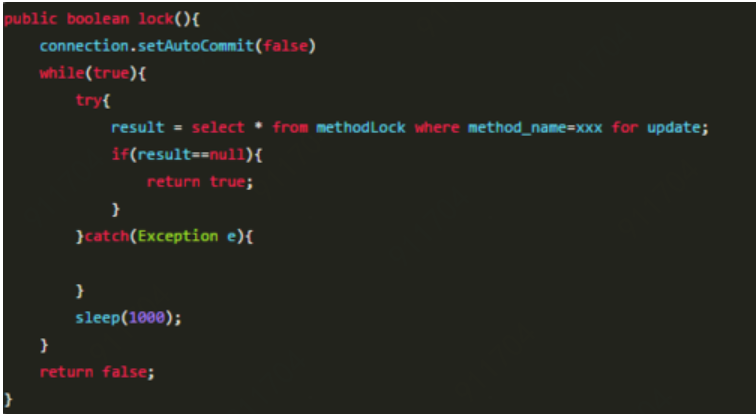 public boolean lock(){
    connection.setAutoCommit(false)
    while(true){
        try{
            result = select * from methodLock where method_name=xxx for update;
            if(result==null){
                return true;
            }
        }catch(Exception e){
        }
        sleep(1000);
    }
    return false;
}